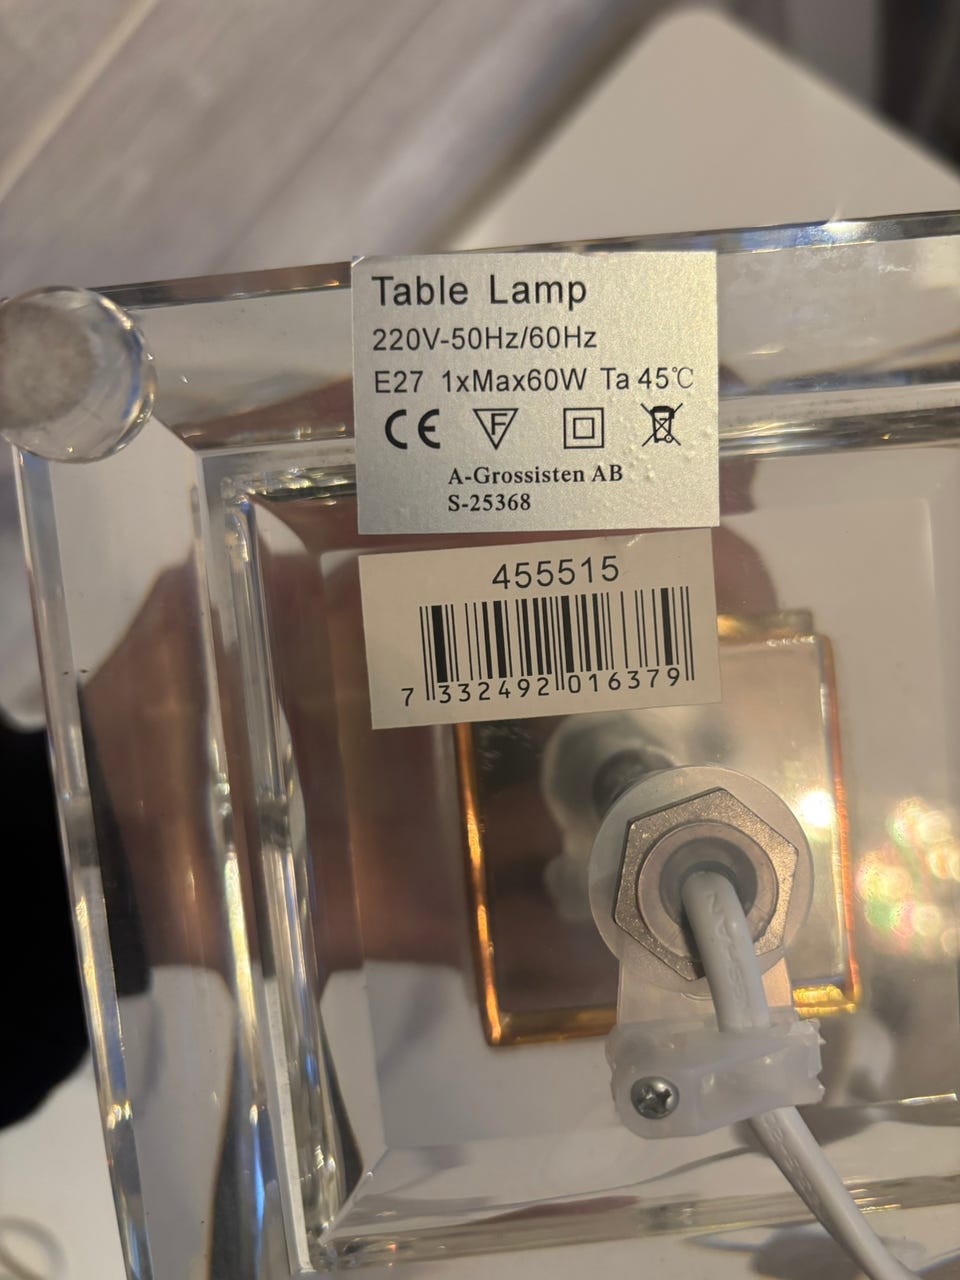 Table Lamp
220V-50Hz/60Hz
E27 1xMax60W Ta 45℃
CE F
A-Grossisten AB
S-25368
455515
7 332492 016379